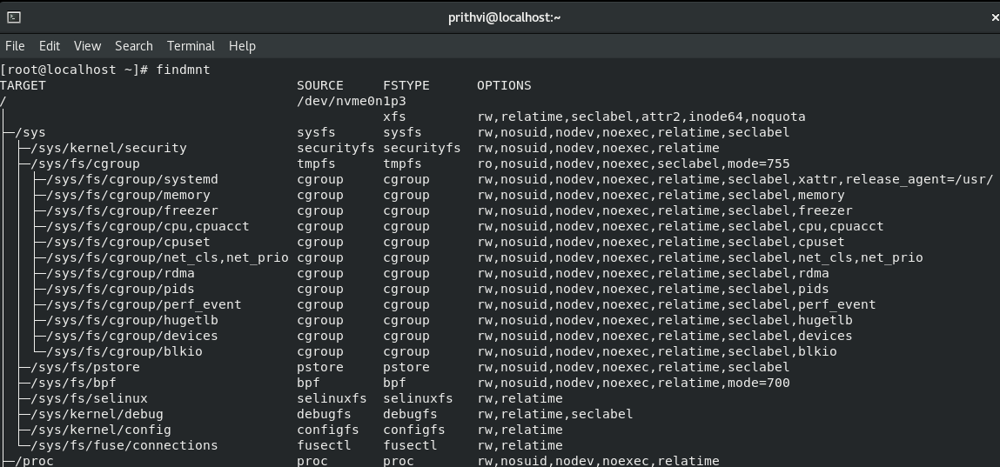 prithvi@localhost:~
File Edit View Search Terminal Help
[root@localhost ~]# findmnt
TARGET SOURCE FSTYPE OPTIONS
/ /dev/nvme0n1p3
xfs rw,relatime,seclabel,attr2,inode64,noquota
├─/sys sysfs sysfs rw,nosuid,nodev,noexec,relatime,seclabel
│ ├─/sys/kernel/security securityfs securityfs rw,nosuid,nodev,noexec,relatime
│ ├─/sys/fs/cgroup tmpfs tmpfs ro,nosuid,nodev,noexec,seclabel,mode=755
│ │ ├─/sys/fs/cgroup/systemd cgroup cgroup rw,nosuid,nodev,noexec,relatime,seclabel,xattr,release_agent=/usr/
│ │ ├─/sys/fs/cgroup/memory cgroup cgroup rw,nosuid,nodev,noexec,relatime,seclabel,memory
│ │ ├─/sys/fs/cgroup/freezer cgroup cgroup rw,nosuid,nodev,noexec,relatime,seclabel,freezer
│ │ ├─/sys/fs/cgroup/cpu,cpuacct cgroup cgroup rw,nosuid,nodev,noexec,relatime,seclabel,cpu,cpuacct
│ │ ├─/sys/fs/cgroup/cpuset cgroup cgroup rw,nosuid,nodev,noexec,relatime,seclabel,cpuset
│ │ ├─/sys/fs/cgroup/net_cls,net_prio cgroup cgroup rw,nosuid,nodev,noexec,relatime,seclabel,net_cls,net_prio
│ │ ├─/sys/fs/cgroup/rdma cgroup cgroup rw,nosuid,nodev,noexec,relatime,seclabel,rdma
│ │ ├─/sys/fs/cgroup/pids cgroup cgroup rw,nosuid,nodev,noexec,relatime,seclabel,pids
│ │ ├─/sys/fs/cgroup/perf_event cgroup cgroup rw,nosuid,nodev,noexec,relatime,seclabel,perf_event
│ │ ├─/sys/fs/cgroup/hugetlb cgroup cgroup rw,nosuid,nodev,noexec,relatime,seclabel,hugetlb
│ │ ├─/sys/fs/cgroup/devices cgroup cgroup rw,nosuid,nodev,noexec,relatime,seclabel,devices
│ │ └─/sys/fs/cgroup/blkio cgroup cgroup rw,nosuid,nodev,noexec,relatime,seclabel,blkio
│ ├─/sys/fs/pstore pstore pstore rw,nosuid,nodev,noexec,relatime,seclabel
│ ├─/sys/fs/bpf bpf bpf rw,nosuid,nodev,noexec,relatime,mode=700
│ ├─/sys/fs/selinux selinuxfs selinuxfs rw,relatime
│ ├─/sys/kernel/debug debugfs debugfs rw,relatime,seclabel
│ ├─/sys/kernel/config configfs configfs rw,relatime
│ └─/sys/fs/fuse/connections fusectl fusectl rw,relatime
├─/proc proc proc rw,nosuid,nodev,noexec,relatime